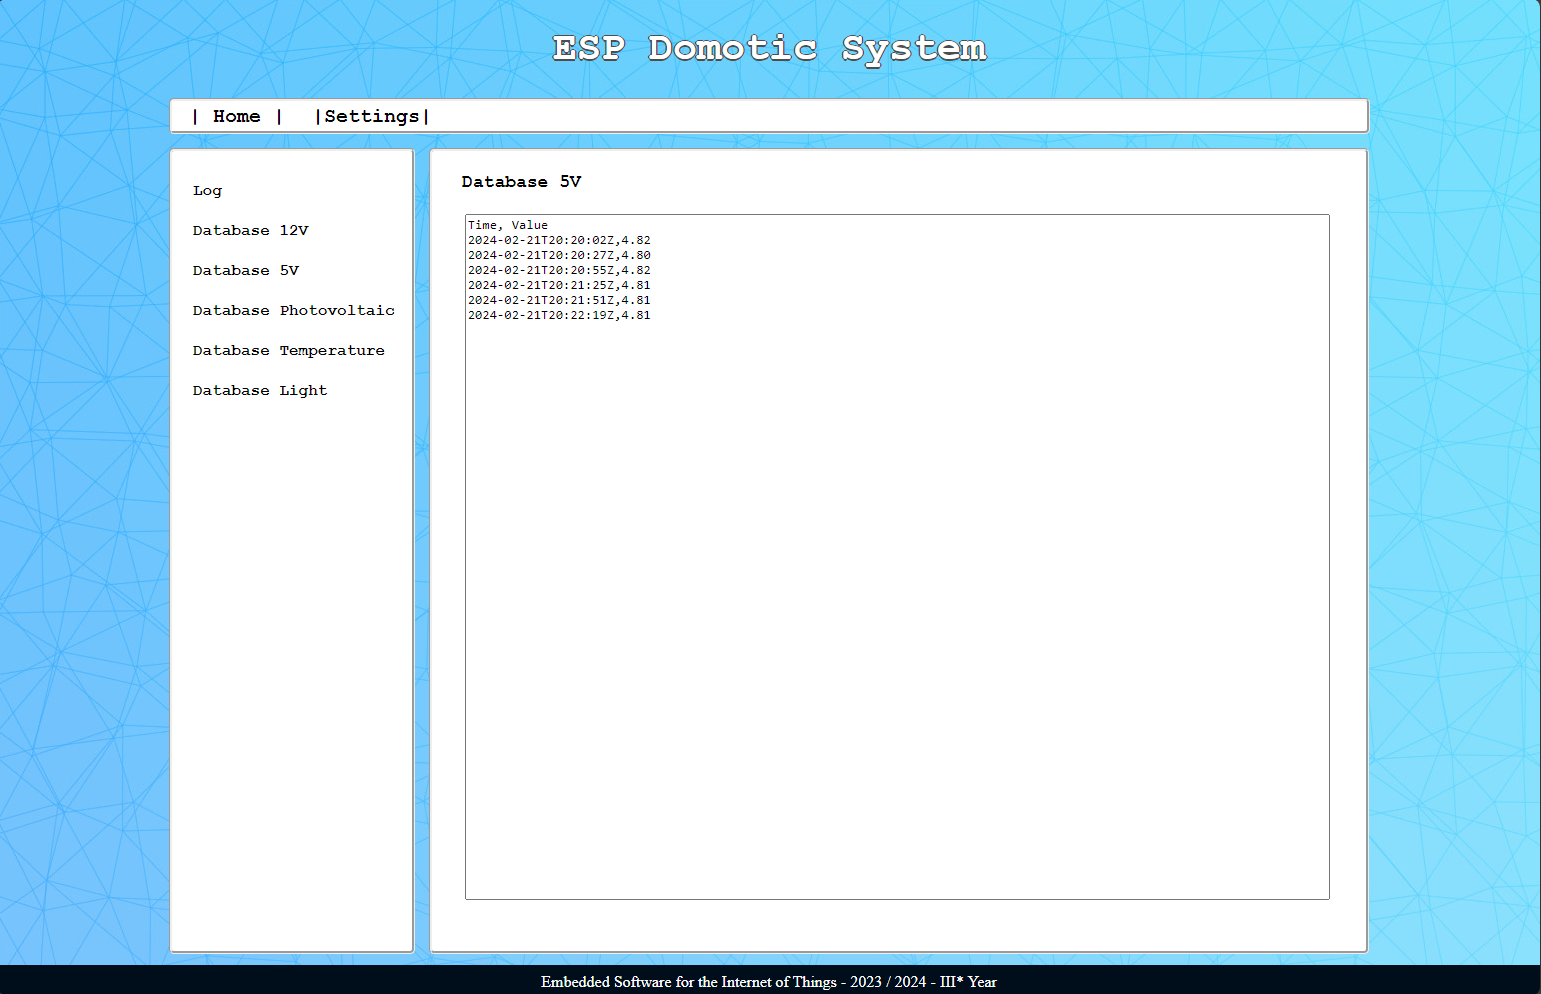 ESP Domotic System
| Home | |Settings|
Log
Database 12V
Database 5V
Database Photovoltaic
Database Temperature
Database Light
Database 5V
Time, Value
2024-02-21T20:20:02Z,4.82
2024-02-21T20:20:27Z,4.80
2024-02-21T20:20:55Z,4.82
2024-02-21T20:21:25Z,4.81
2024-02-21T20:21:51Z,4.81
2024-02-21T20:22:19Z,4.81
Embedded Software for the Internet of Things - 2023 / 2024 - III* Year